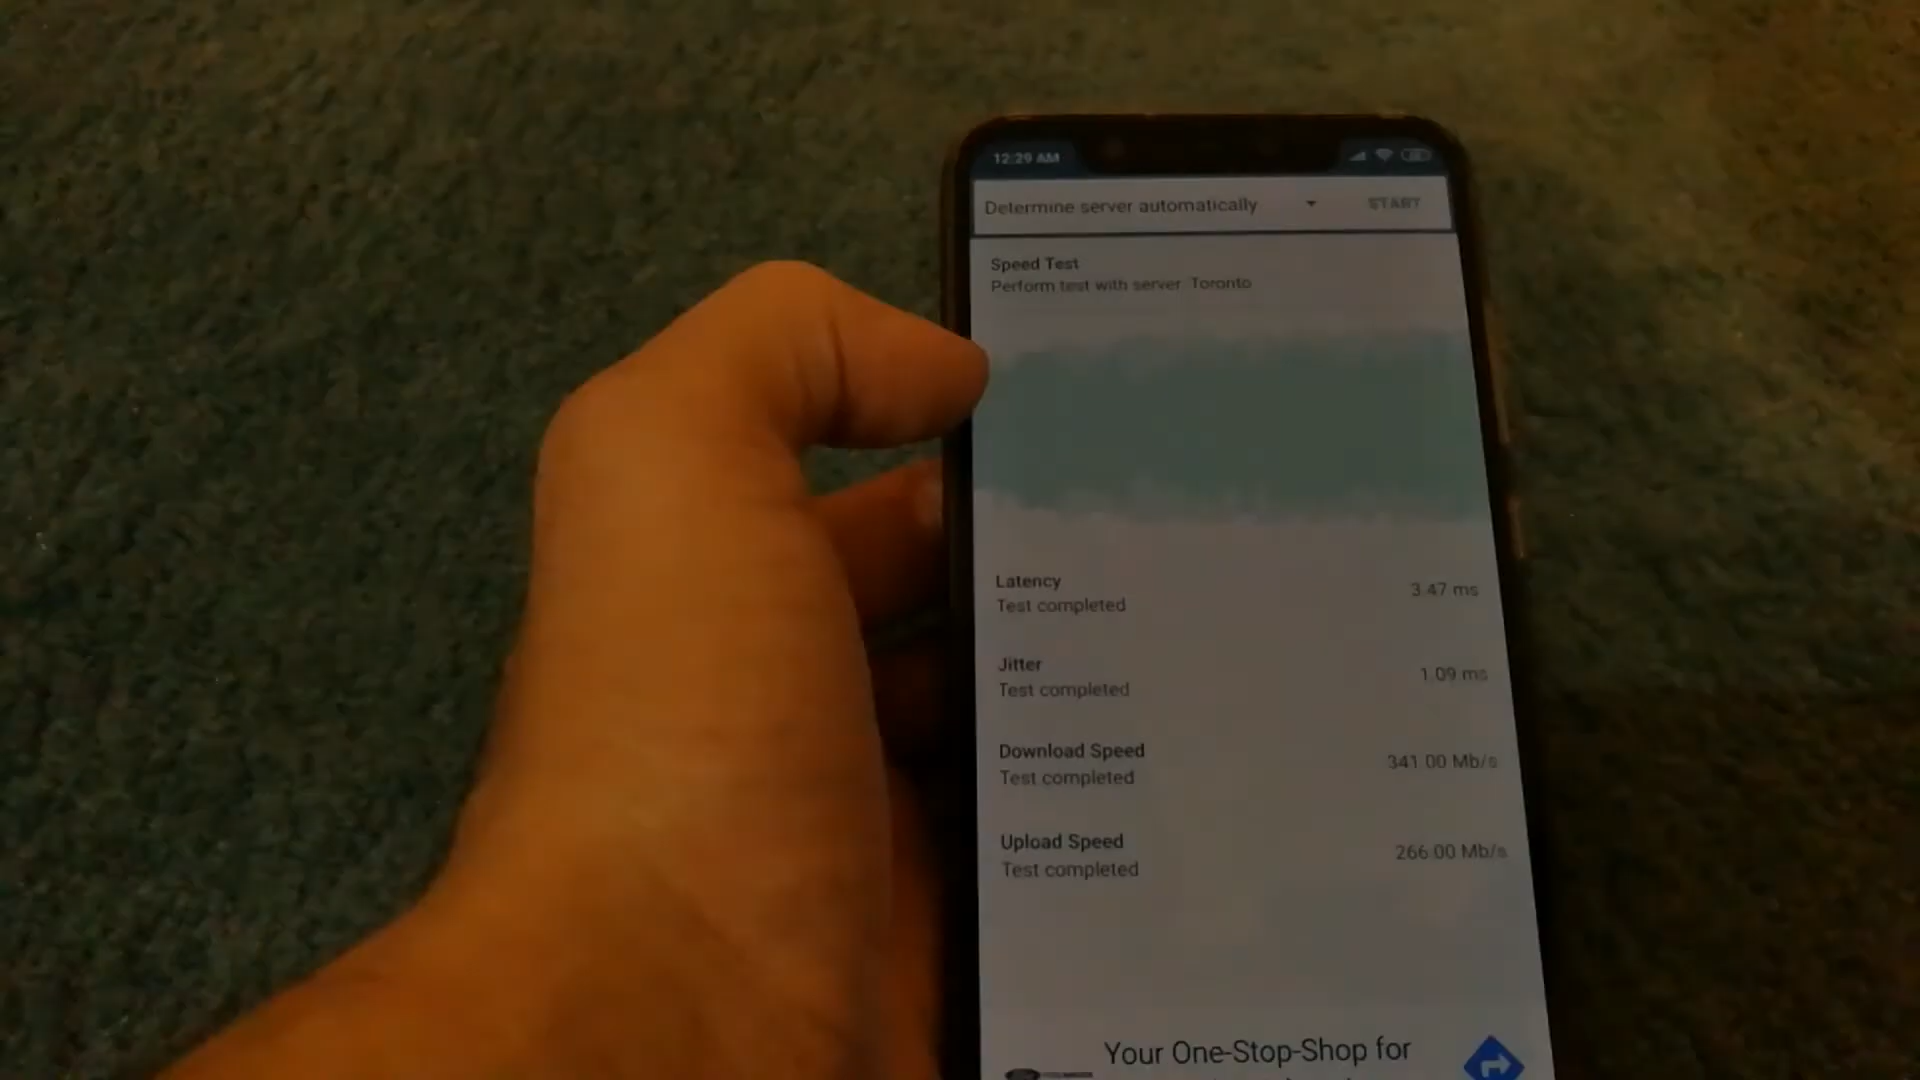 12:29 AM
Determine server automatically
START
Speed Test
Perform test with server: Toronto
Latency
Test completed
3.47 ms
Jitter
Test completed
1.09 ms
Download Speed
Test completed
341.00 Mb/s
Upload Speed
Test completed
266.00 Mb/s
Your One-Stop-Shop for